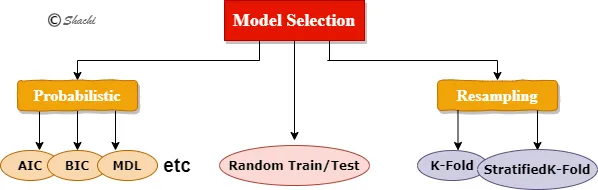 © Shachi
Model Selection
Probabilistic
Resampling
AIC
BIC
MDL
etc
Random Train/Test
K-Fold
StratifiedK-Fold